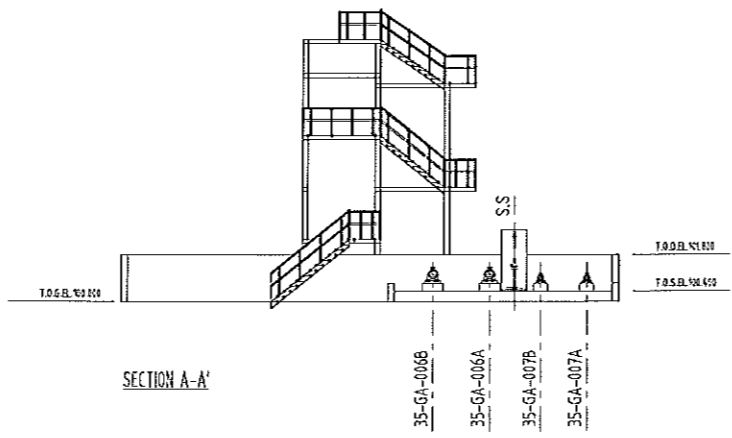 S.S
T.O.D.EL.101.800
T.O.G.EL.100.000
T.O.S.EL.100.450
35-GA-006B
35-GA-006A
35-GA-007B
35-GA-007A
SECTION A-A'